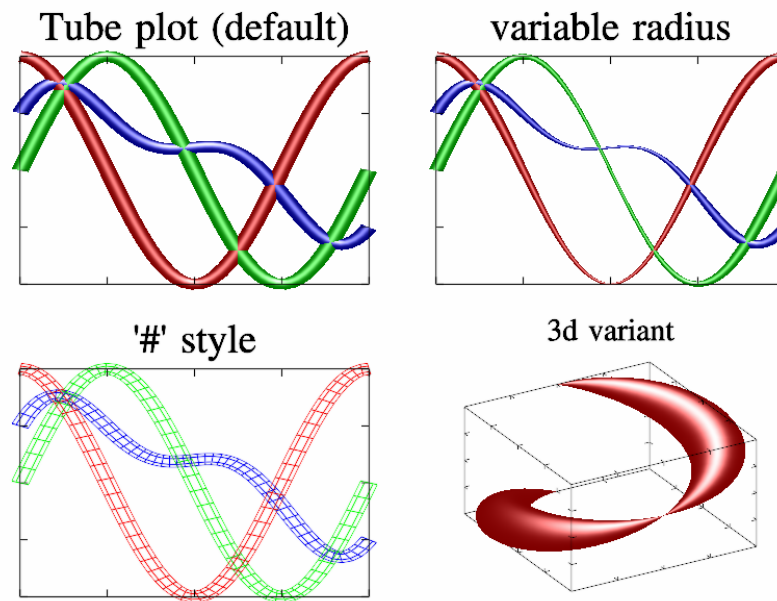 Tube plot (default)
variable radius
'#' style
3d variant